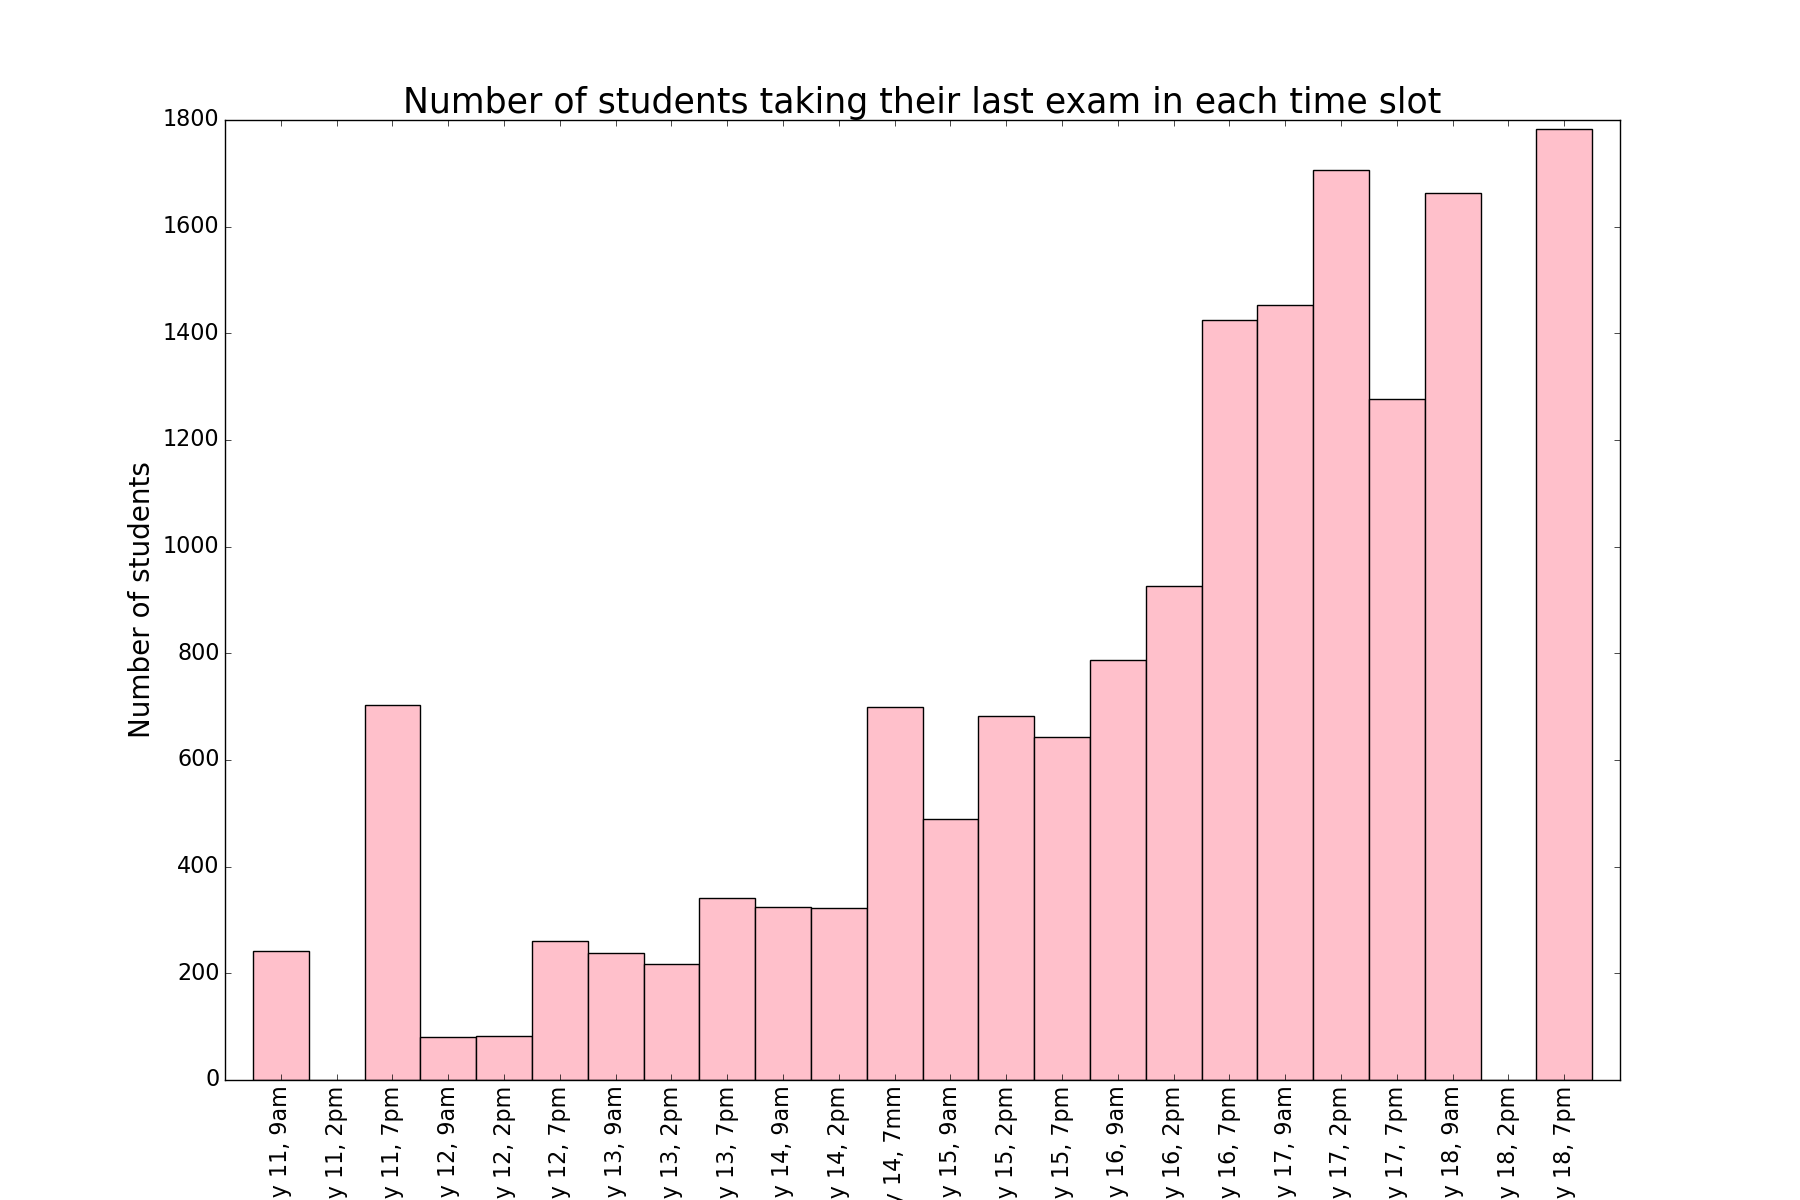 Number of students taking their last exam in each time slot
Number of students
1800
1600
1400
1200
1000
800
600
400
200
0
y 11, 9am
y 11, 2pm
y 11, 7pm
y 12, 9am
y 12, 2pm
y 12, 7pm
y 13, 9am
y 13, 2pm
y 13, 7pm
y 14, 9am
y 14, 2pm
y 14, 7mm
y 15, 9am
y 15, 2pm
y 15, 7pm
y 16, 9am
y 16, 2pm
y 16, 7pm
y 17, 9am
y 17, 2pm
y 17, 7pm
y 18, 9am
y 18, 2pm
y 18, 7pm